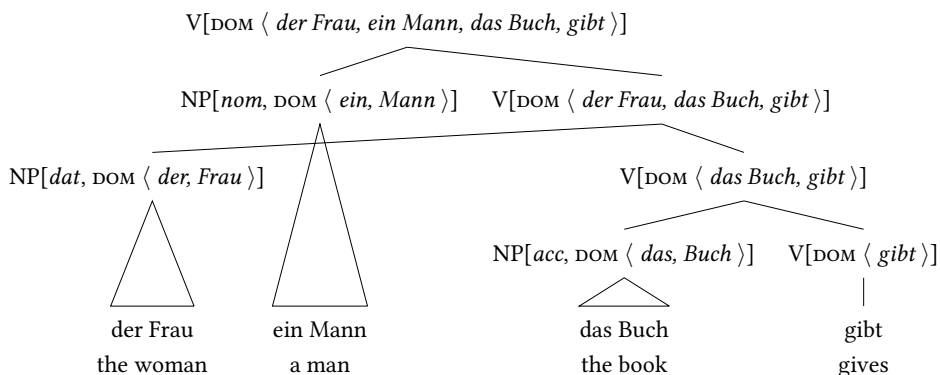 V[DOM ⟨ der Frau, ein Mann, das Buch, gibt ⟩]
NP[nom, DOM ⟨ ein, Mann ⟩] V[DOM ⟨ der Frau, das Buch, gibt ⟩]
NP[dat, DOM ⟨ der, Frau ⟩] V[DOM ⟨ das Buch, gibt ⟩]
NP[acc, DOM ⟨ das, Buch ⟩] V[DOM ⟨ gibt ⟩]
der Frau ein Mann das Buch gibt
the woman a man the book gives